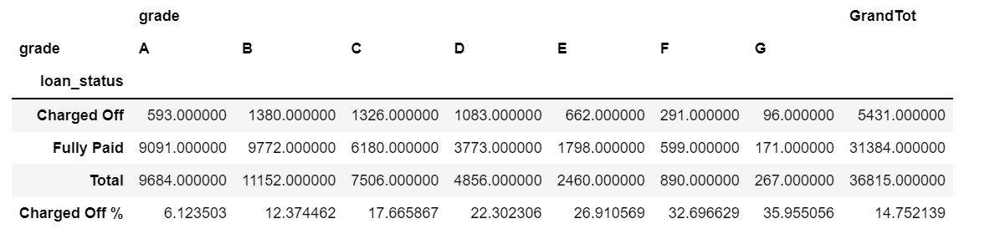 grade GrandTot
grade A B C D E F G
loan_status
Charged Off 593.000000 1380.000000 1326.000000 1083.000000 662.000000 291.000000 96.000000 5431.000000
Fully Paid 9091.000000 9772.000000 6180.000000 3773.000000 1798.000000 599.000000 171.000000 31384.000000
Total 9684.000000 11152.000000 7506.000000 4856.000000 2460.000000 890.000000 267.000000 36815.000000
Charged Off % 6.123503 12.374462 17.665867 22.302306 26.910569 32.696629 35.955056 14.752139